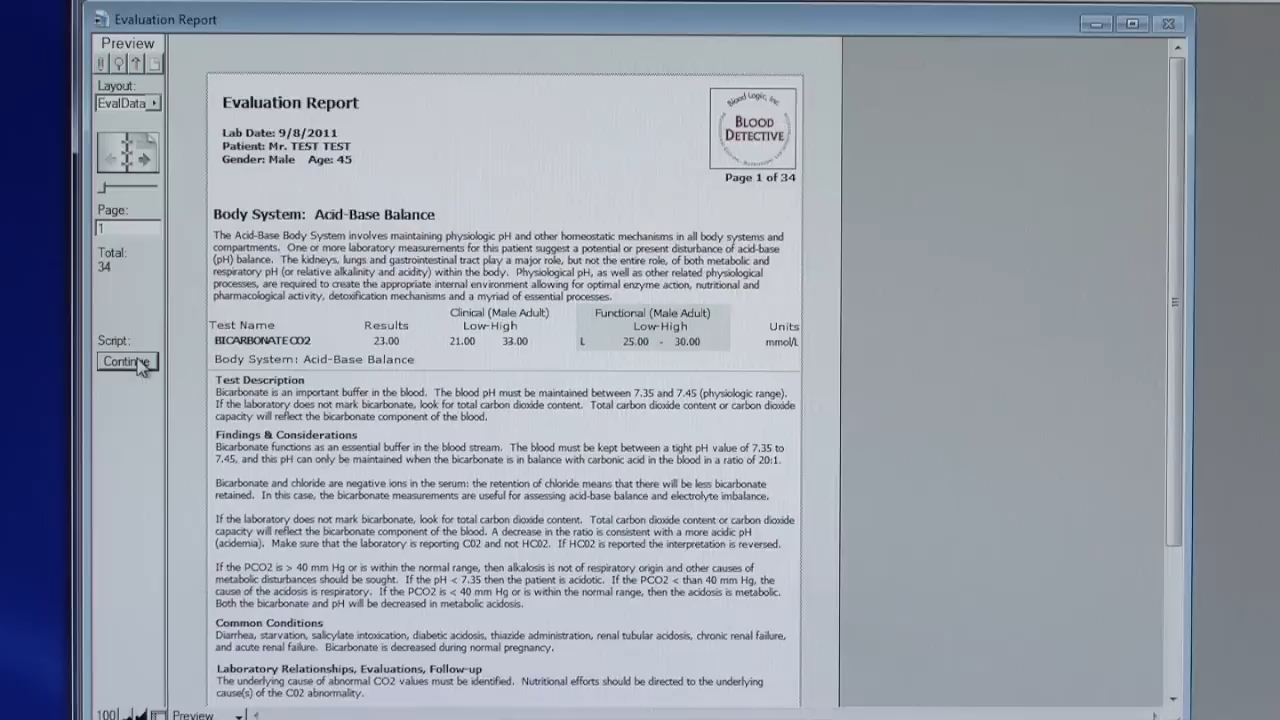 Evaluation Report
Preview
Layout:
EvalData
Page:
1
Total:
34
Script:
Continue
Evaluation Report
Lab Date: 9/8/2011
Patient: Mr. TEST TEST
Gender: Male Age: 45
Blood Logic, Inc.
BLOOD
DETECTIVE
Page 1 of 34
Body System: Acid-Base Balance
The Acid-Base Body System involves maintaining physiologic pH and other homeostatic mechanisms in all body systems and
compartments. One or more laboratory measurements for this patient suggest a potential or present disturbance of acid-base
(pH) balance. The kidneys, lungs and gastrointestinal tract play a major role, but not the entire role, of both metabolic and
respiratory pH (or relative alkalinity and acidity) within the body. Physiological pH, as well as other related physiological
processes, are required to create the appropriate internal environment allowing for optimal enzyme action, nutritional and
pharmacological activity, detoxification mechanisms and a myriad of essential processes.
Clinical (Male Adult) Functional (Male Adult)
Test Name Results Low-High Low-High Units
BICARBONATE CO2 23.00 21.00 33.00 L 25.00 - 30.00 mmol/L
Body System: Acid-Base Balance
Test Description
Bicarbonate is an important buffer in the blood. The blood pH must be maintained between 7.35 and 7.45 (physiologic range).
If the laboratory does not mark bicarbonate, look for total carbon dioxide content. Total carbon dioxide content or carbon dioxide
capacity will reflect the bicarbonate component of the blood.
Findings & Considerations
Bicarbonate functions as an essential buffer in the blood stream. The blood must be kept between a tight pH value of 7.35 to
7.45, and this pH can only be maintained when the bicarbonate is in balance with carbonic acid in the blood in a ratio of 20:1.
Bicarbonate and chloride are negative ions in the serum: the retention of chloride means that there will be less bicarbonate
retained. In this case, the bicarbonate measurements are useful for assessing acid-base balance and electrolyte imbalance.
If the laboratory does not mark bicarbonate, look for total carbon dioxide content. Total carbon dioxide content or carbon dioxide
capacity will reflect the bicarbonate component of the blood. A decrease in the ratio is consistent with a more acidic pH
(acidemia). Make sure that the laboratory is reporting C02 and not HC02. If HC02 is reported the interpretation is reversed.
If the PCO2 is > 40 mm Hg or is within the normal range, then alkalosis is not of respiratory origin and other causes of
metabolic disturbances should be sought. If the pH < 7.35 then the patient is acidotic. If the PCO2 < than 40 mm Hg, the
cause of the acidosis is respiratory. If the PCO2 is < 40 mm Hg or is within the normal range, then the acidosis is metabolic.
Both the bicarbonate and pH will be decreased in metabolic acidosis.
Common Conditions
Diarrhea, starvation, salicylate intoxication, diabetic acidosis, thiazide administration, renal tubular acidosis, chronic renal failure,
and acute renal failure. Bicarbonate is decreased during normal pregnancy.
Laboratory Relationships, Evaluations, Follow-up
The underlying cause of abnormal CO2 values must be identified. Nutritional efforts should be directed to the underlying
cause(s) of the C02 abnormality.
100 Preview